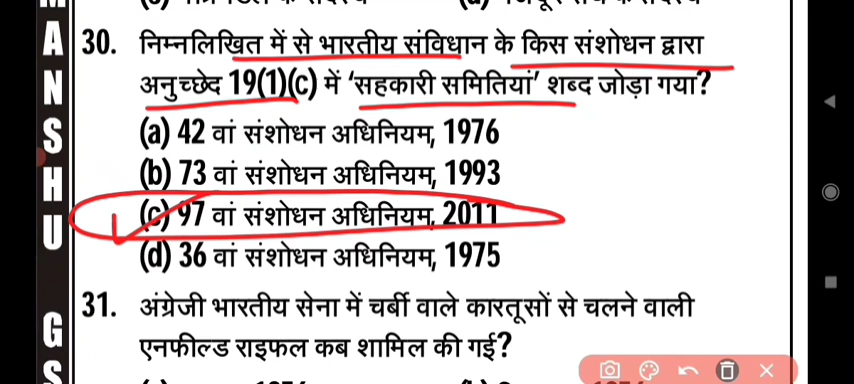 30. निम्नलिखित में से भारतीय संविधान के किस संशोधन द्वारा
अनुच्छेद 19(1)(c) में ‘सहकारी समितियां’ शब्द जोड़ा गया?
(a) 42 वां संशोधन अधिनियम, 1976
(b) 73 वां संशोधन अधिनियम, 1993
(c) 97 वां संशोधन अधिनियम, 2011
(d) 36 वां संशोधन अधिनियम, 1975
31. अंग्रेजी भारतीय सेना में चर्बी वाले कारतूसों से चलने वाली
एनफील्ड राइफल कब शामिल की गई?
A
N
S
H
U
G
S